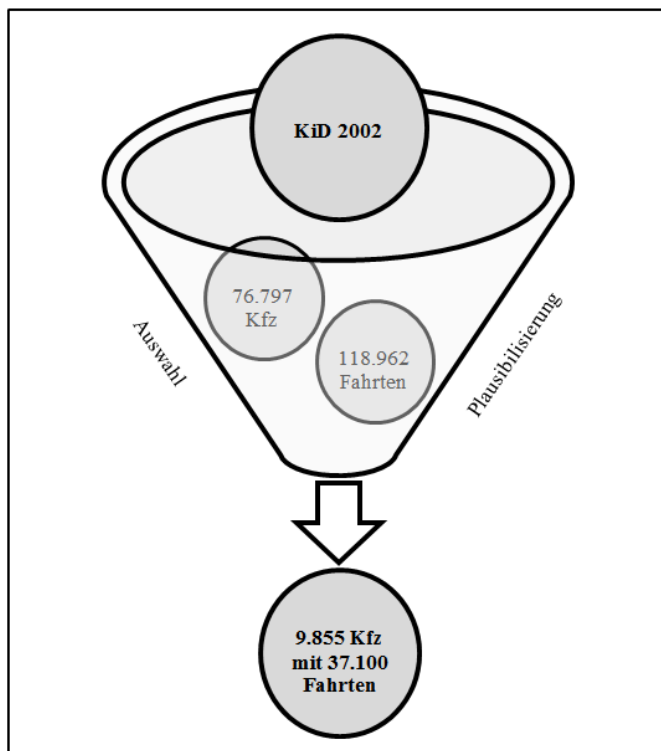 KiD 2002
76.797
Kfz
118.962
Fahrten
Auswahl
Plausibilisierung
9.855 Kfz
mit 37.100
Fahrten